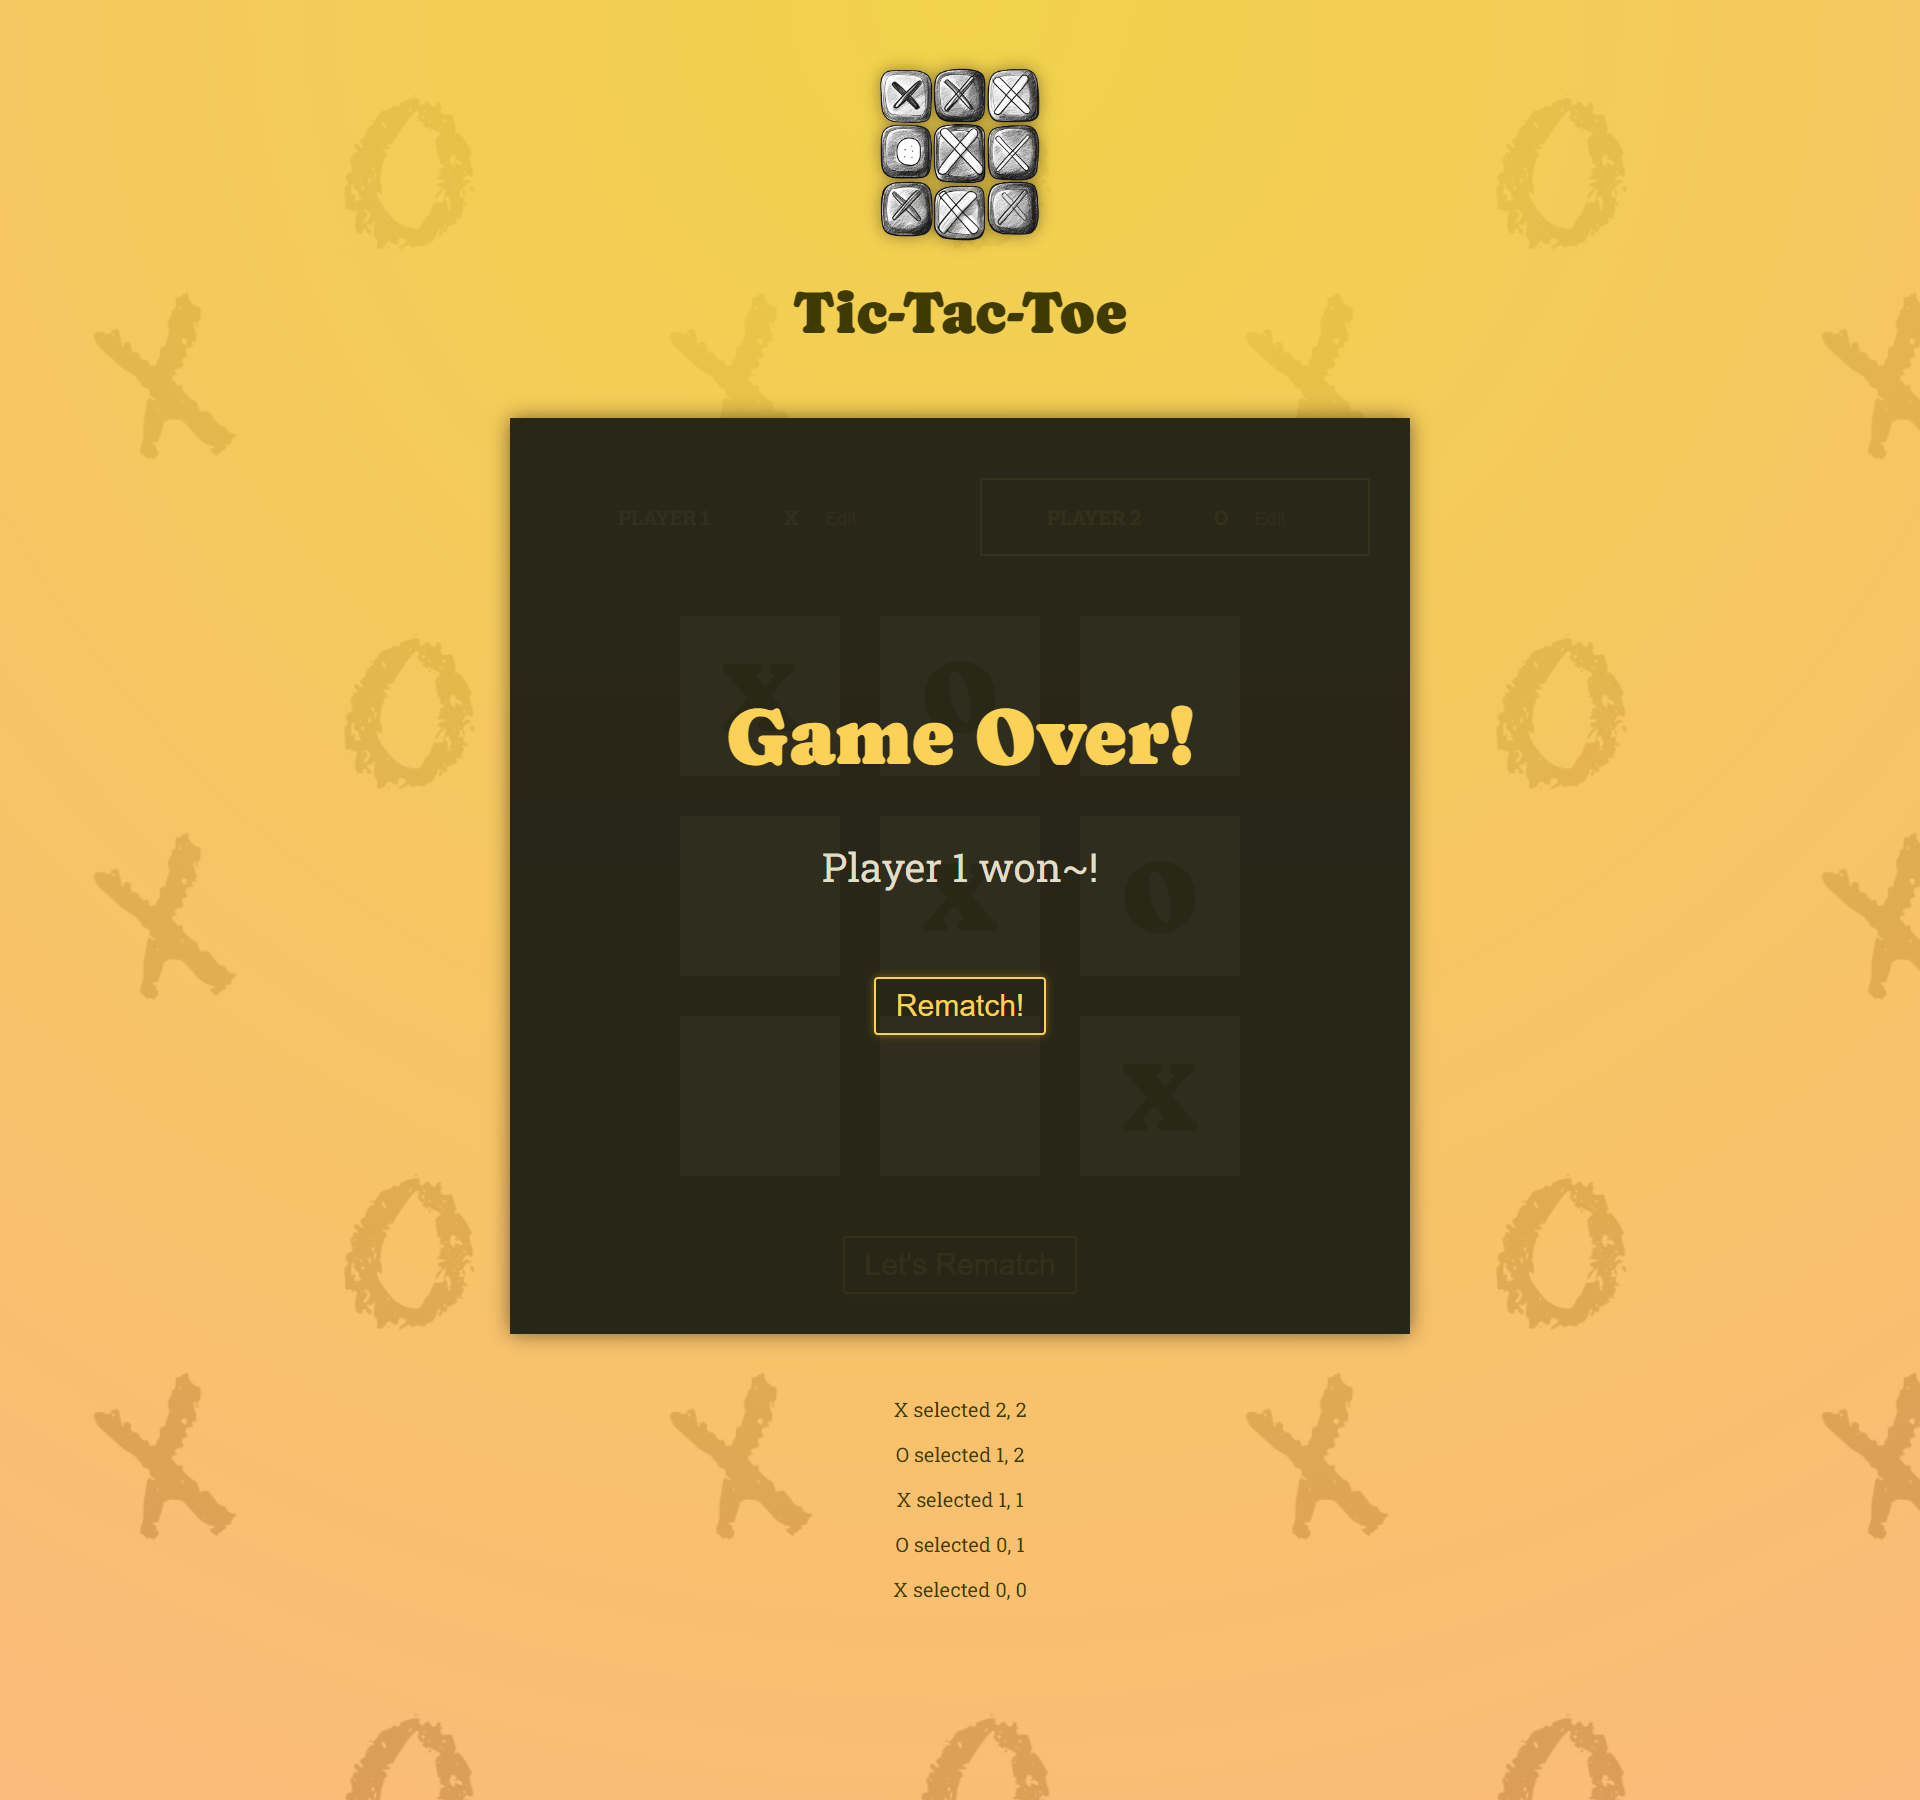 Tic-Tac-Toe
PLAYER 1 X Edit
PLAYER 2 O Edit
X O
Game Over!
Player 1 won~!
X O
Rematch!
X
Let's Rematch
X selected 2, 2
O selected 1, 2
X selected 1, 1
O selected 0, 1
X selected 0, 0